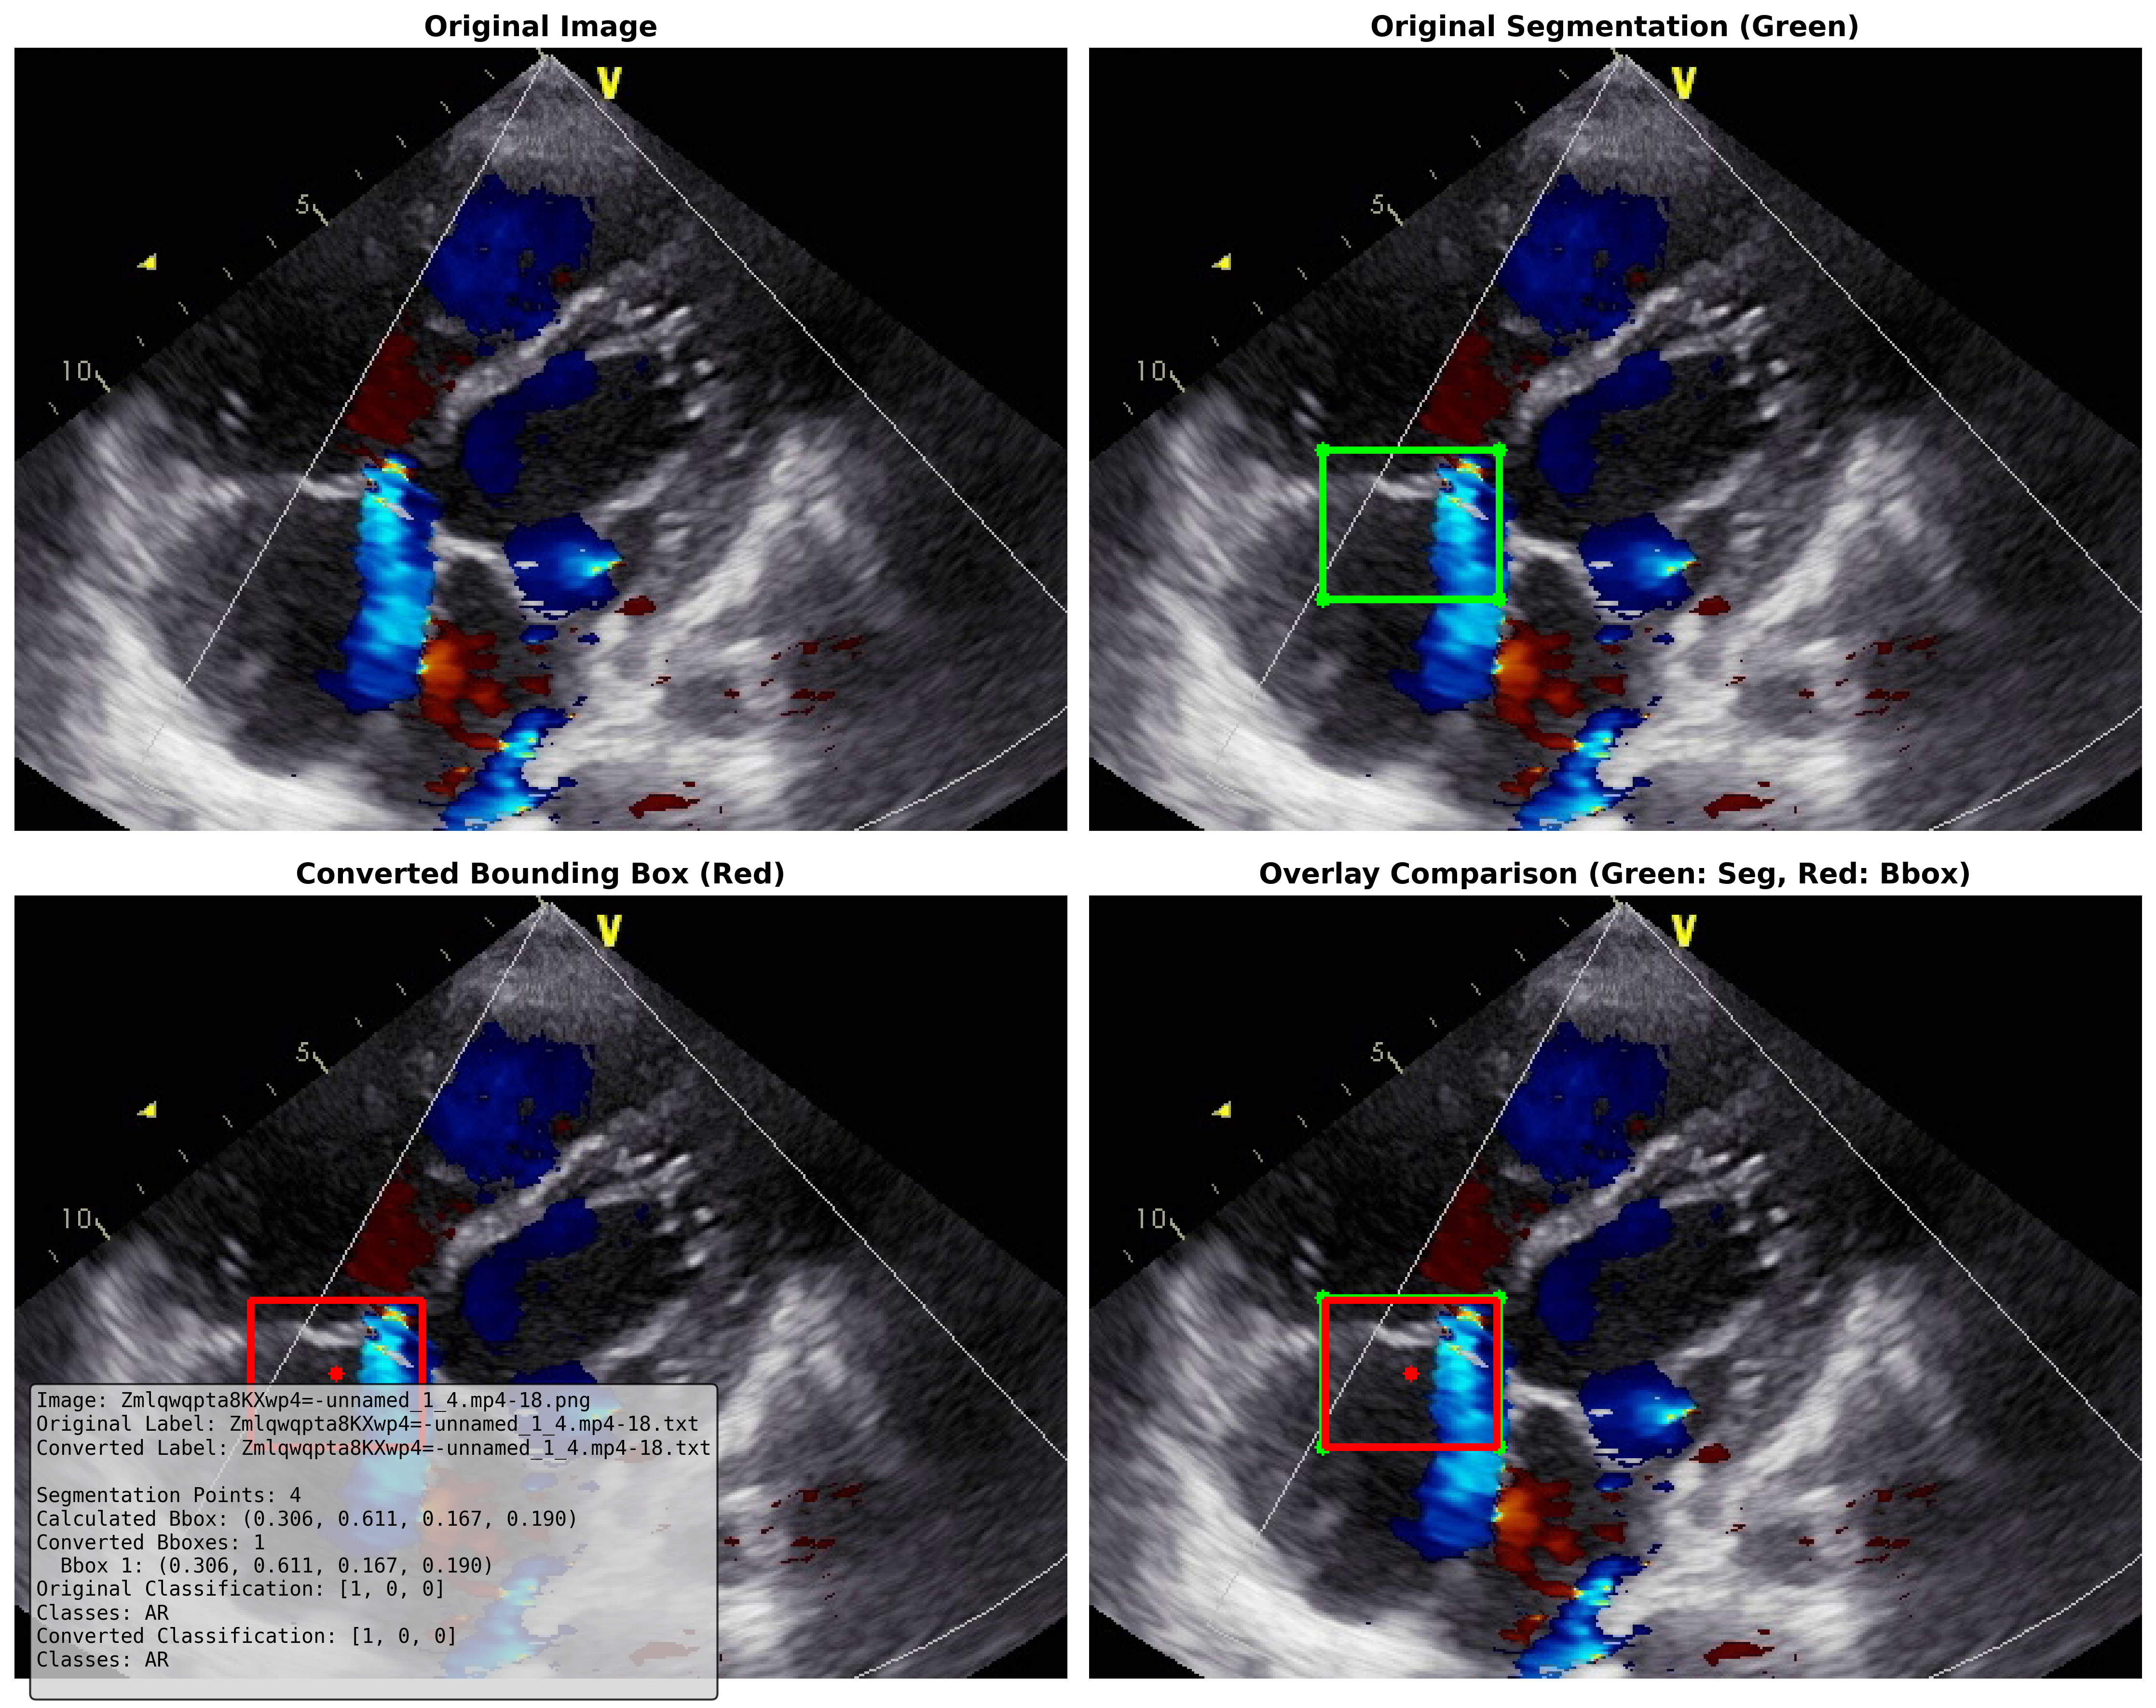 Original Image
Original Segmentation (Green)
V
5
10
V
5
10
Converted Bounding Box (Red)
Overlay Comparison (Green: Seg, Red: Bbox)
V
5
10
V
5
10
Image: Zmlqwqpta8KXwp4=-unnamed_1_4.mp4-18.png
Original Label: Zmlqwqpta8KXwp4=-unnamed_1_4.mp4-18.txt
Converted Label: Zmlqwqpta8KXwp4=-unnamed_1_4.mp4-18.txt
Segmentation Points: 4
Calculated Bbox: (0.306, 0.611, 0.167, 0.190)
Converted Bboxes: 1
Bbox 1: (0.306, 0.611, 0.167, 0.190)
Original Classification: [1, 0, 0]
Classes: AR
Converted Classification: [1, 0, 0]
Classes: AR